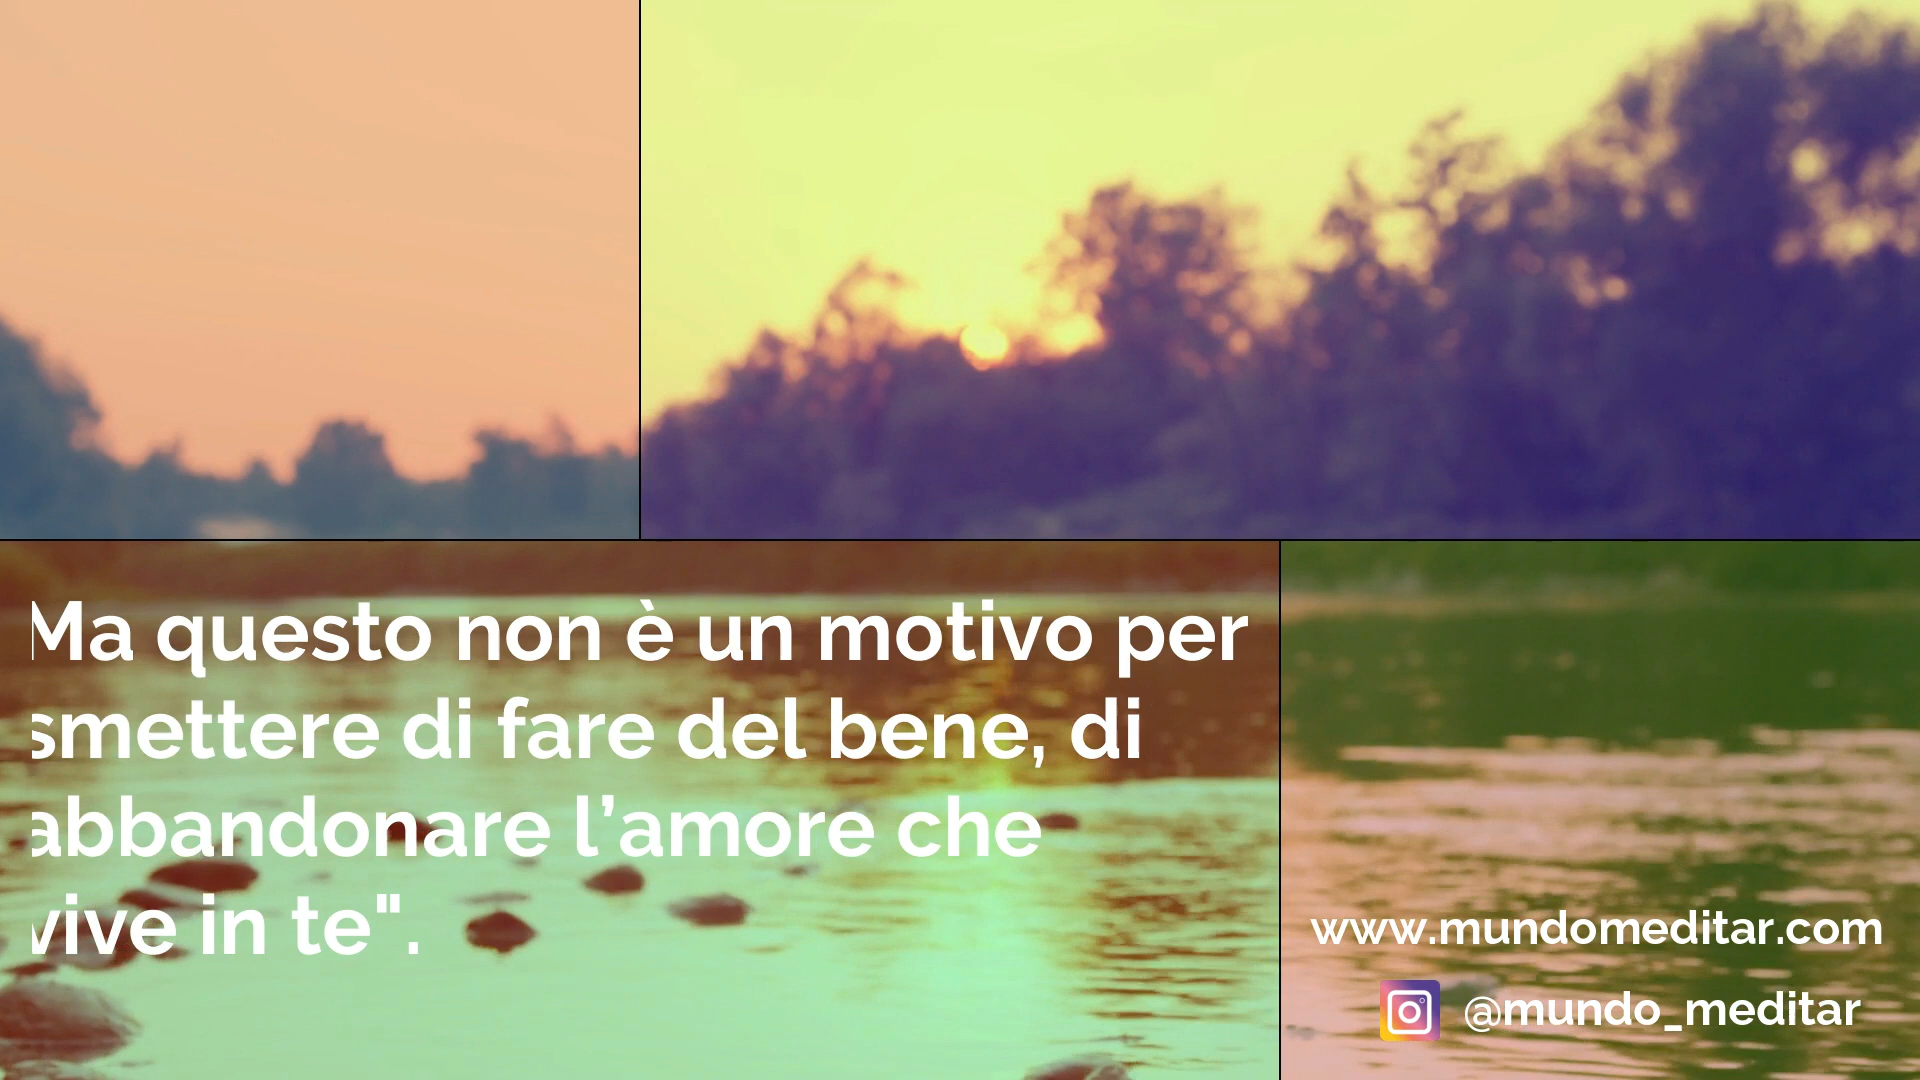 Ma questo non è un motivo per
smettere di fare del bene, di
abbandonare l’amore che
vive in te".
www.mundomeditar.com
@mundo_meditar